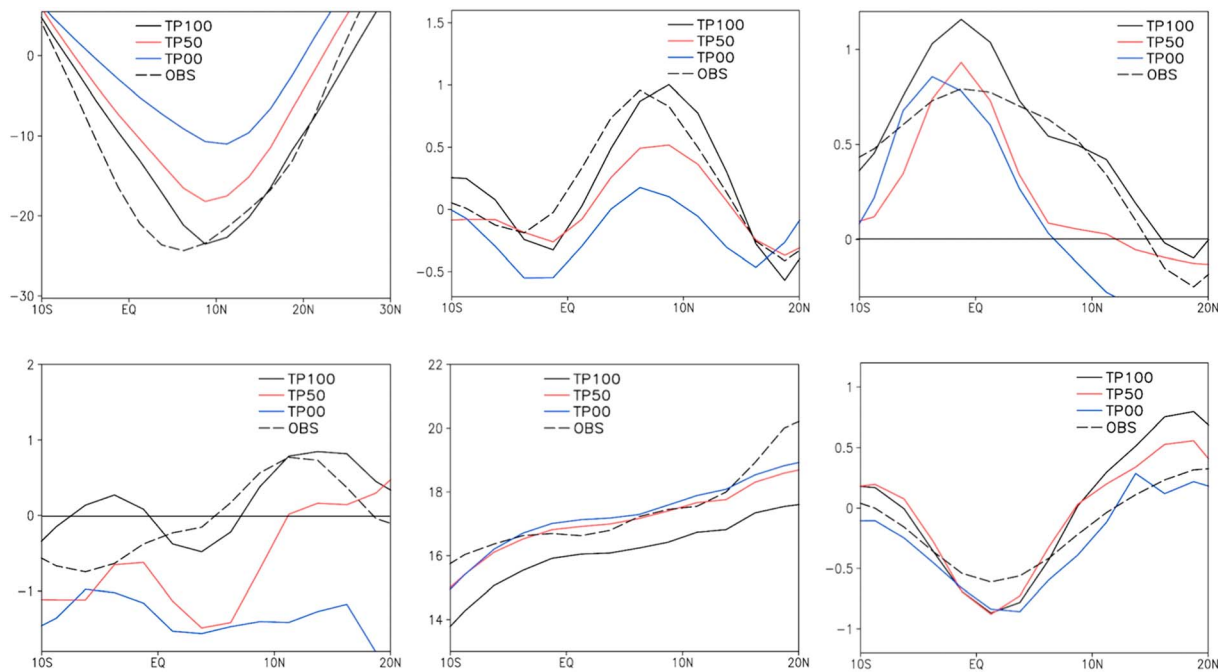 TP100
TP50
TP00
OBS
0
-10
-20
-30
10S EQ 10N 20N 30N
TP100
TP50
TP00
OBS
1.5
1.0
0.5
0
-0.5
10S EQ 10N 20N
TP100
TP50
TP00
OBS
1
0.5
0
10S EQ 10N 20N
TP100
TP50
TP00
OBS
2
1
0
-1
10S EQ 10N 20N
TP100
TP50
TP00
OBS
22
20
18
16
14
10S EQ 10N 20N
TP100
TP50
TP00
OBS
1
0.5
0
-0.5
-1
10S EQ 10N 20N